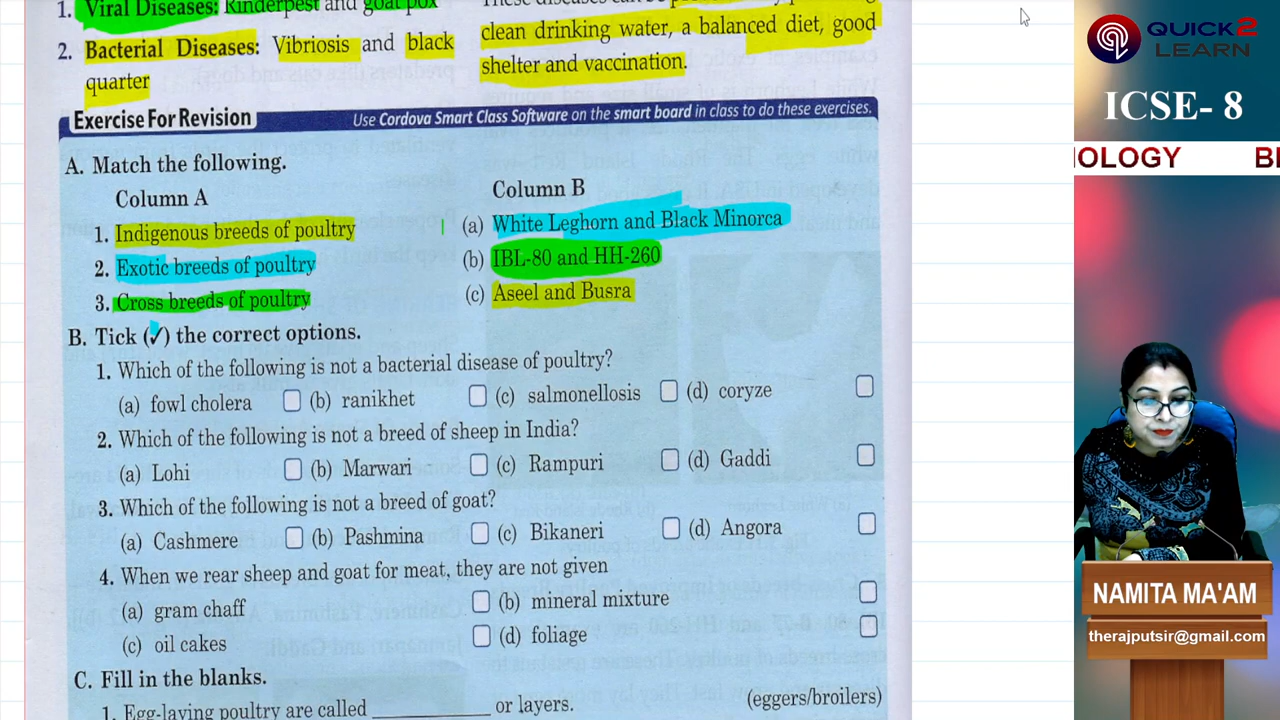 1. Viral Diseases: Rinderpest and goat pox
2. Bacterial Diseases: Vibriosis and black
quarter
clean drinking water, a balanced diet, good
shelter and vaccination.
Exercise For Revision
Use Cordova Smart Class Software on the smart board in class to do these exercises.
A. Match the following.
Column A Column B
1. Indigenous breeds of poultry (a) White Leghorn and Black Minorca
2. Exotic breeds of poultry (b) IBL-80 and HH-260
3. Cross breeds of poultry (c) Aseel and Busra
B. Tick (✓) the correct options.
1. Which of the following is not a bacterial disease of poultry?
(a) fowl cholera (b) ranikhet (c) salmonellosis (d) coryze
2. Which of the following is not a breed of sheep in India?
(a) Lohi (b) Marwari (c) Rampuri (d) Gaddi
3. Which of the following is not a breed of goat?
(a) Cashmere (b) Pashmina (c) Bikaneri (d) Angora
4. When we rear sheep and goat for meat, they are not given
(a) gram chaff (b) mineral mixture
(c) oil cakes (d) foliage
C. Fill in the blanks.
1. Egg-laying poultry are called __________ or layers. (eggers/broilers)
QUICK2
LEARN
ICSE- 8
IOLOGY BI
NAMITA MA'AM
therajputsir@gmail.com